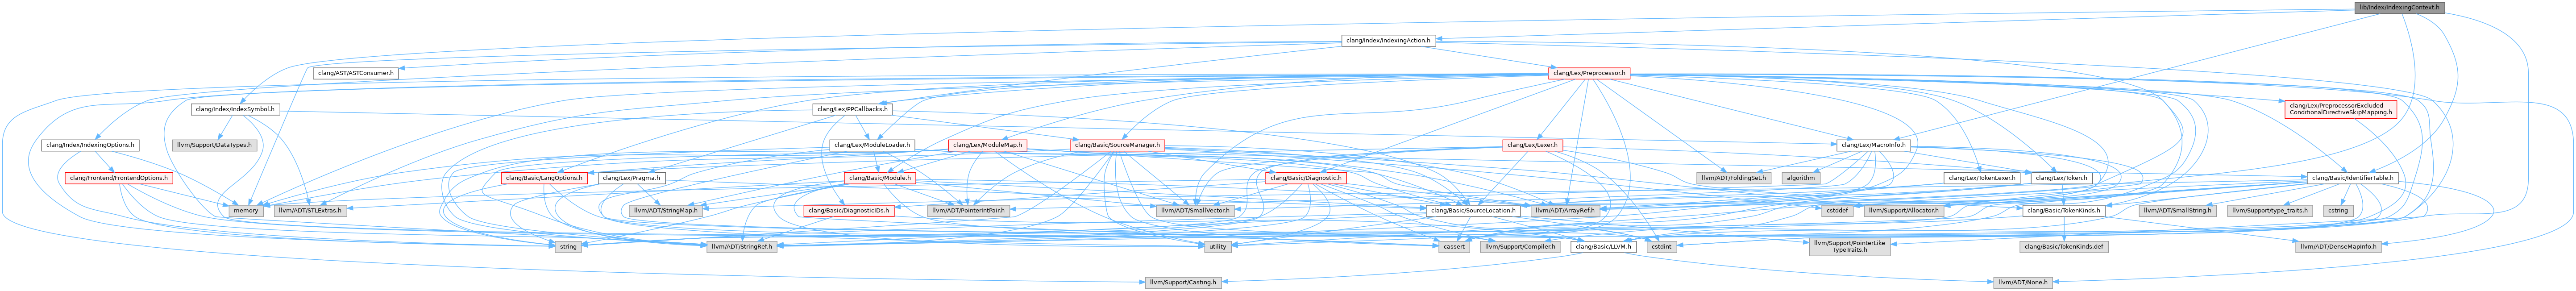 lib/Index/IndexingContext.h
clang/Index/IndexingAction.h
clang/AST/ASTConsumer.h
clang/Lex/Preprocessor.h
clang/Index/IndexSymbol.h
clang/Lex/PPCallbacks.h
clang/Lex/PreprocessorExcluded
ConditionalDirectiveSkipMapping.h
clang/Index/IndexingOptions.h
llvm/Support/DataTypes.h
clang/Lex/ModuleLoader.h
clang/Lex/ModuleMap.h
clang/Basic/SourceManager.h
clang/Lex/Lexer.h
clang/Lex/MacroInfo.h
clang/Frontend/FrontendOptions.h
clang/Basic/LangOptions.h
clang/Lex/Pragma.h
clang/Basic/Module.h
clang/Basic/Diagnostic.h
llvm/ADT/FoldingSet.h
algorithm
clang/Lex/TokenLexer.h
clang/Lex/Token.h
clang/Basic/IdentifierTable.h
memory
llvm/ADT/STLExtras.h
llvm/ADT/StringMap.h
clang/Basic/DiagnosticIDs.h
llvm/ADT/PointerIntPair.h
llvm/ADT/SmallVector.h
clang/Basic/SourceLocation.h
llvm/ADT/ArrayRef.h
cstddef
llvm/Support/Allocator.h
clang/Basic/TokenKinds.h
llvm/ADT/SmallString.h
llvm/Support/type_traits.h
cstring
string
llvm/ADT/StringRef.h
utility
cassert
llvm/Support/Compiler.h
clang/Basic/LLVM.h
cstdint
llvm/Support/PointerLike
TypeTraits.h
clang/Basic/TokenKinds.def
llvm/ADT/DenseMapInfo.h
llvm/Support/Casting.h
llvm/ADT/None.h